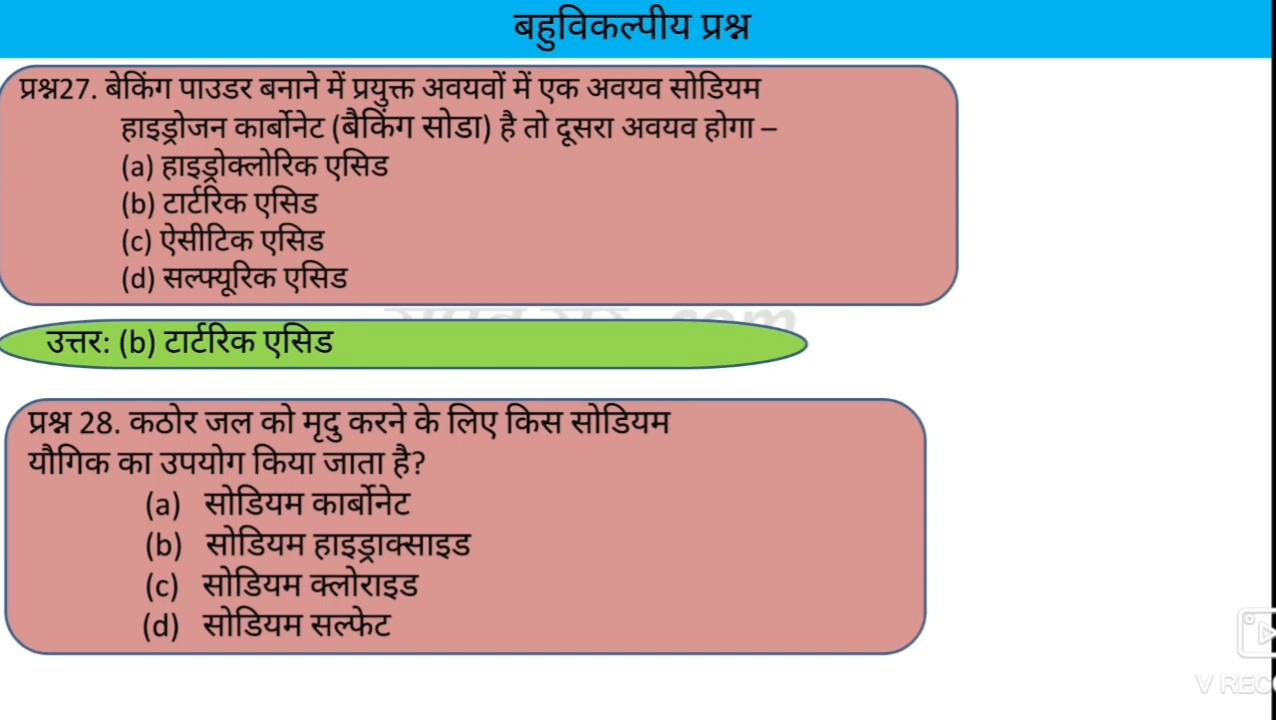 बहुविकल्पीय प्रश्न
प्रश्न27. बेकिंग पाउडर बनाने में प्रयुक्त अवयवों में एक अवयव सोडियम
हाइड्रोजन कार्बोनेट (बैकिंग सोडा) है तो दूसरा अवयव होगा –
(a) हाइड्रोक्लोरिक एसिड
(b) टार्टरिक एसिड
(c) ऐसीटिक एसिड
(d) सल्फ्यूरिक एसिड
उत्तर: (b) टार्टरिक एसिड
प्रश्न 28. कठोर जल को मृदु करने के लिए किस सोडियम
यौगिक का उपयोग किया जाता है?
(a) सोडियम कार्बोनेट
(b) सोडियम हाइड्राक्साइड
(c) सोडियम क्लोराइड
(d) सोडियम सल्फेट